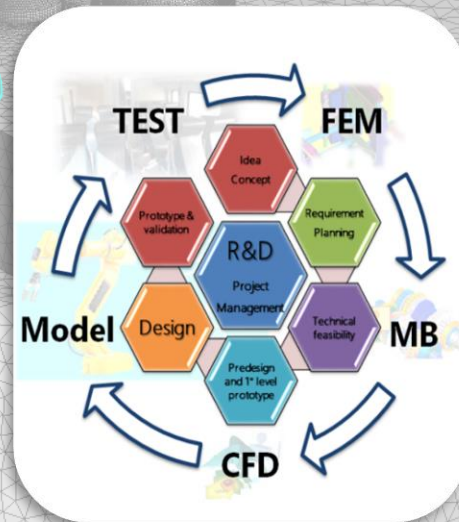 TEST
FEM
Idea
Concept
Prototype &
validation
Requirement
Planning
R&D
Project
Management
Model
Design
Technical
feasibility
MB
Predesign
and 1° level
prototype
CFD